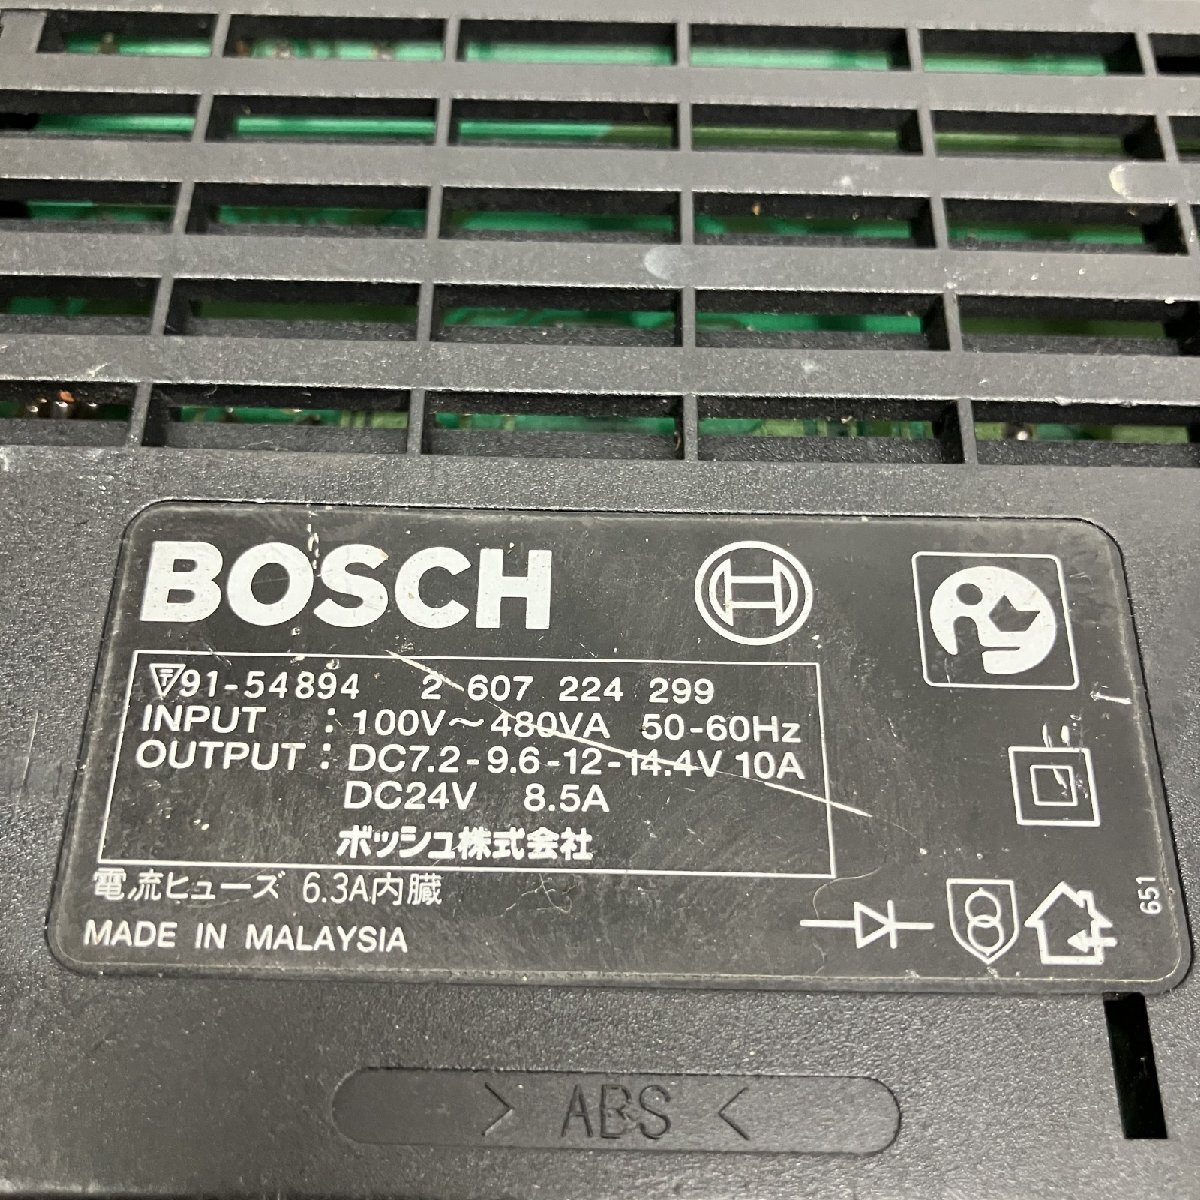 BOSCH
91-54894 2 607 224 299
INPUT : 100V～480VA 50-60Hz
OUTPUT : DC7.2-9.6-12-14.4V 10A
DC24V 8.5A
ボッシュ株式会社
電流ヒューズ 6.3A内臓
MADE IN MALAYSIA
651
> ABS <